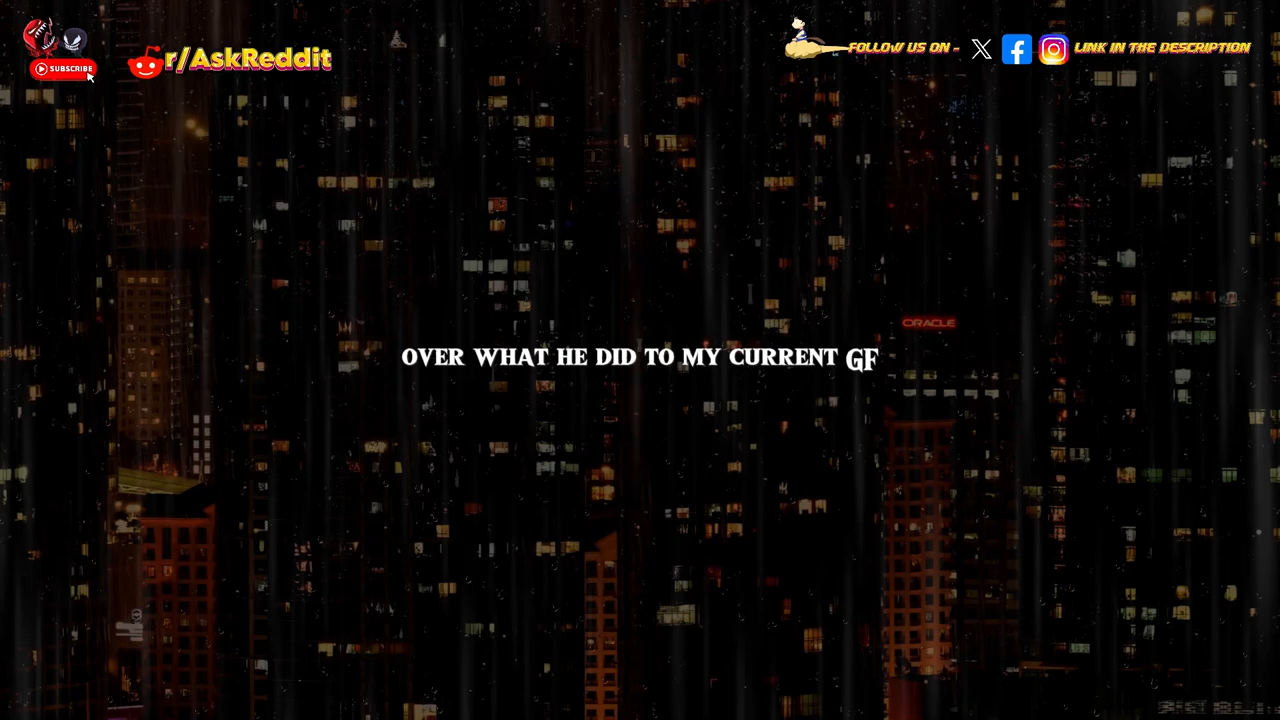 SUBSCRIBE
r/AskReddit
FOLLOW US ON -
LINK IN THE DESCRIPTION
ORACLE
OVER WHAT HE DID TO MY CURRENT GF